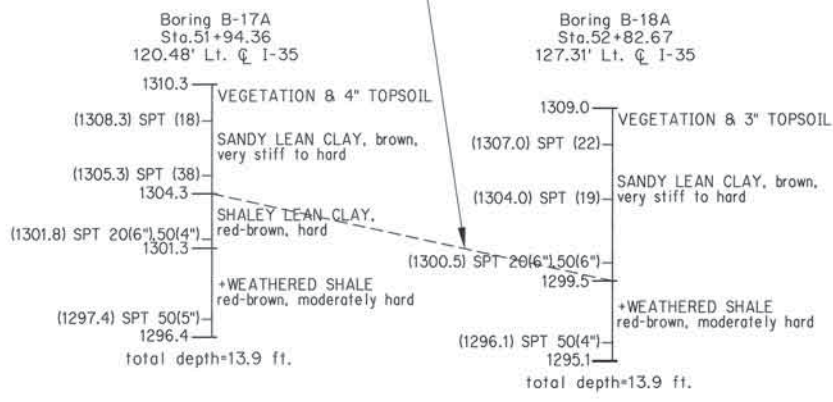 Boring B-17A
Sta.51+94.36
120.48' Lt. ℄ I-35
1310.3
VEGETATION & 4" TOPSOIL
(1308.3) SPT (18)
SANDY LEAN CLAY, brown,
very stiff to hard
(1305.3) SPT (38)
1304.3
SHALEY LEAN CLAY,
red-brown, hard
(1301.8) SPT 20(6"),50(4")
1301.3
+WEATHERED SHALE
red-brown, moderately hard
(1297.4) SPT 50(5")
1296.4
total depth=13.9 ft.
Boring B-18A
Sta.52+82.67
127.31' Lt. ℄ I-35
1309.0
VEGETATION & 3" TOPSOIL
(1307.0) SPT (22)
SANDY LEAN CLAY, brown,
very stiff to hard
(1304.0) SPT (19)
(1300.5) SPT 20(6"),50(6")
1299.5
+WEATHERED SHALE
red-brown, moderately hard
(1296.1) SPT 50(4")
1295.1
total depth=13.9 ft.